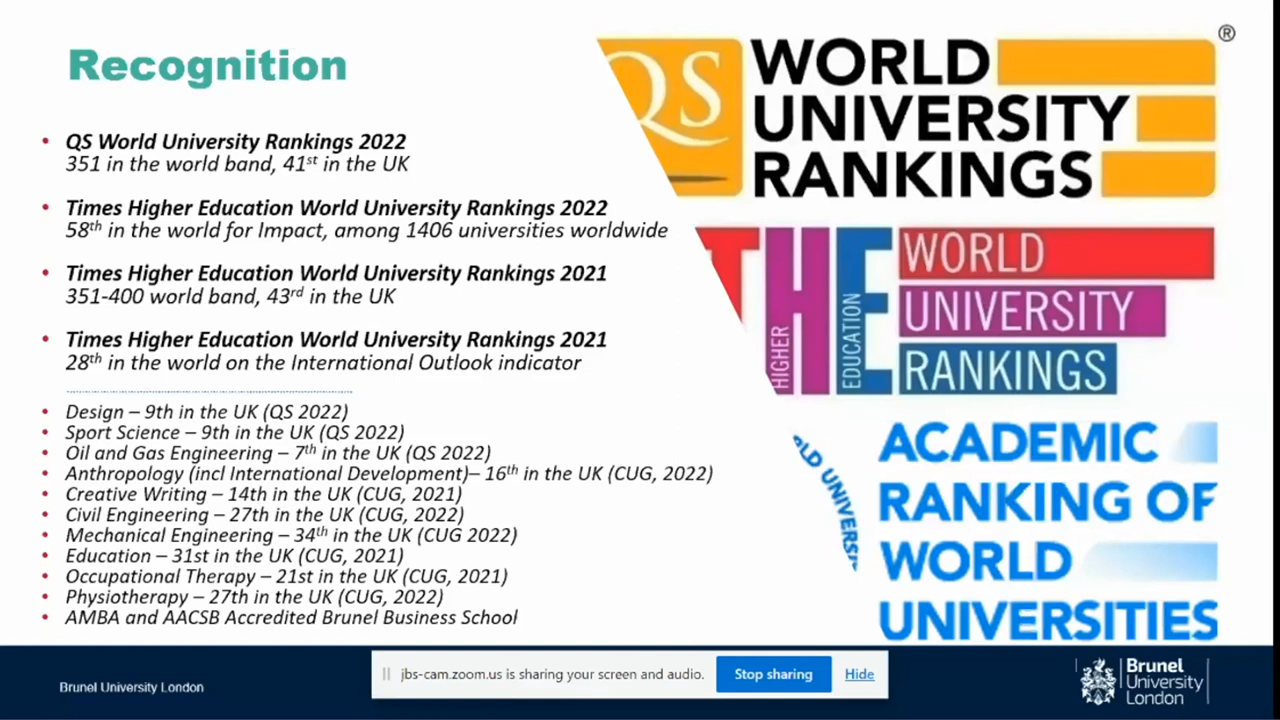 Recognition
• QS World University Rankings 2022
351 in the world band, 41st in the UK
• Times Higher Education World University Rankings 2022
58th in the world for Impact, among 1406 universities worldwide
• Times Higher Education World University Rankings 2021
351-400 world band, 43rd in the UK
• Times Higher Education World University Rankings 2021
28th in the world on the International Outlook indicator
• Design – 9th in the UK (QS 2022)
• Sport Science – 9th in the UK (QS 2022)
• Oil and Gas Engineering – 7th in the UK (QS 2022)
• Anthropology (incl International Development)– 16th in the UK (CUG, 2022)
• Creative Writing – 14th in the UK (CUG, 2021)
• Civil Engineering – 27th in the UK (CUG, 2022)
• Mechanical Engineering – 34th in the UK (CUG 2022)
• Education – 31st in the UK (CUG, 2021)
• Occupational Therapy – 21st in the UK (CUG, 2021)
• Physiotherapy – 27th in the UK (CUG, 2022)
• AMBA and AACSB Accredited Brunel Business School
QS
WORLD
UNIVERSITY
RANKINGS
®
THE
HIGHER
EDUCATION
WORLD
UNIVERSITY
RANKINGS
LD UNIVERS
ACADEMIC
RANKING OF
WORLD
UNIVERSITIES
Brunel University London
jbs-cam.zoom.us is sharing your screen and audio.
Stop sharing
Hide
Brunel
University
London